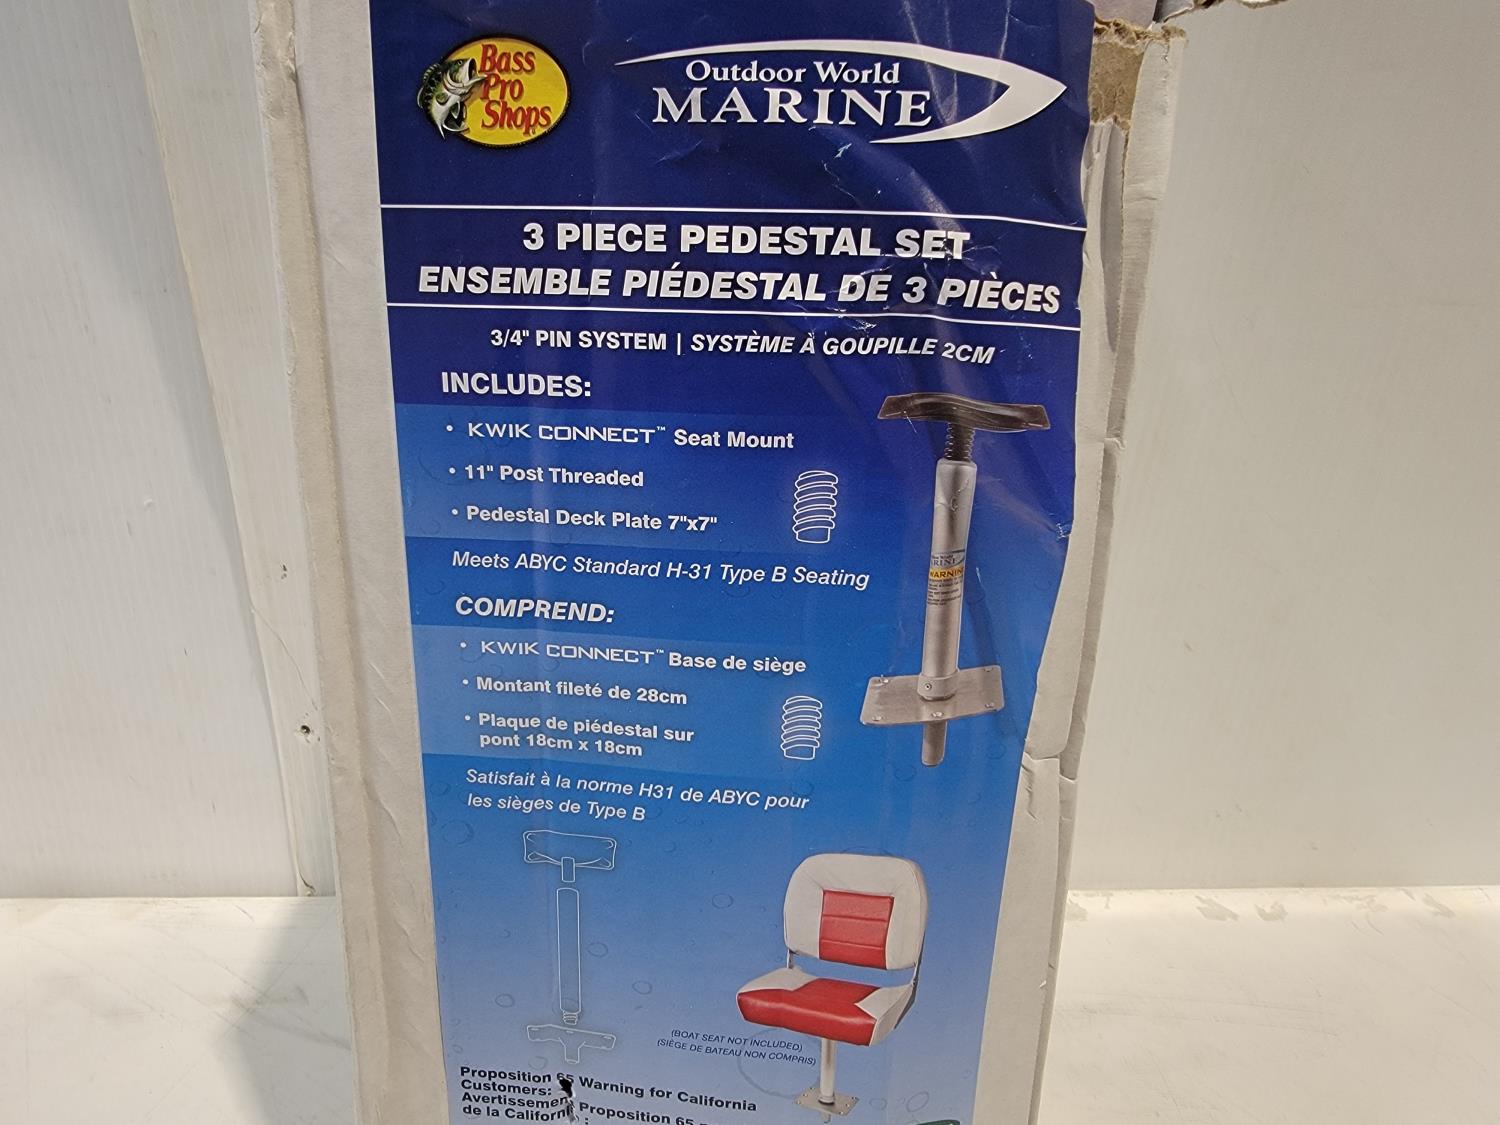 Bass
Pro
Shops
Outdoor World
MARINE
3 PIECE PEDESTAL SET
ENSEMBLE PIÉDESTAL DE 3 PIÈCES
3/4" PIN SYSTEM | SYSTÈME À GOUPILLE 2CM
INCLUDES:
• KWIK CONNECT™ Seat Mount
• 11" Post Threaded
• Pedestal Deck Plate 7"x7"
Meets ABYC Standard H-31 Type B Seating
COMPREND:
• KWIK CONNECT™ Base de siège
• Montant fileté de 28cm
• Plaque de piédestal sur
pont 18cm x 18cm
Satisfait à la norme H31 de ABYC pour
les sièges de Type B
(BOAT SEAT NOT INCLUDED)
(SIÈGE DE BATEAU NON COMPRIS)
Proposition 65 Warning for California
Customers:
Avertissement Proposition 65
de la Californi :